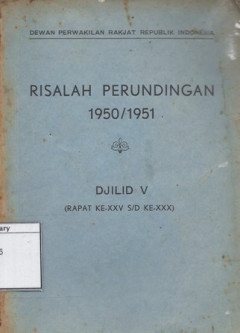 DEWAN PERWAKILAN RAKJAT REPUBLIK INDONESIA
RISALAH PERUNDINGAN
1950/1951
DJILID V
(RAPAT KE-XXV S/D KE-XXX)